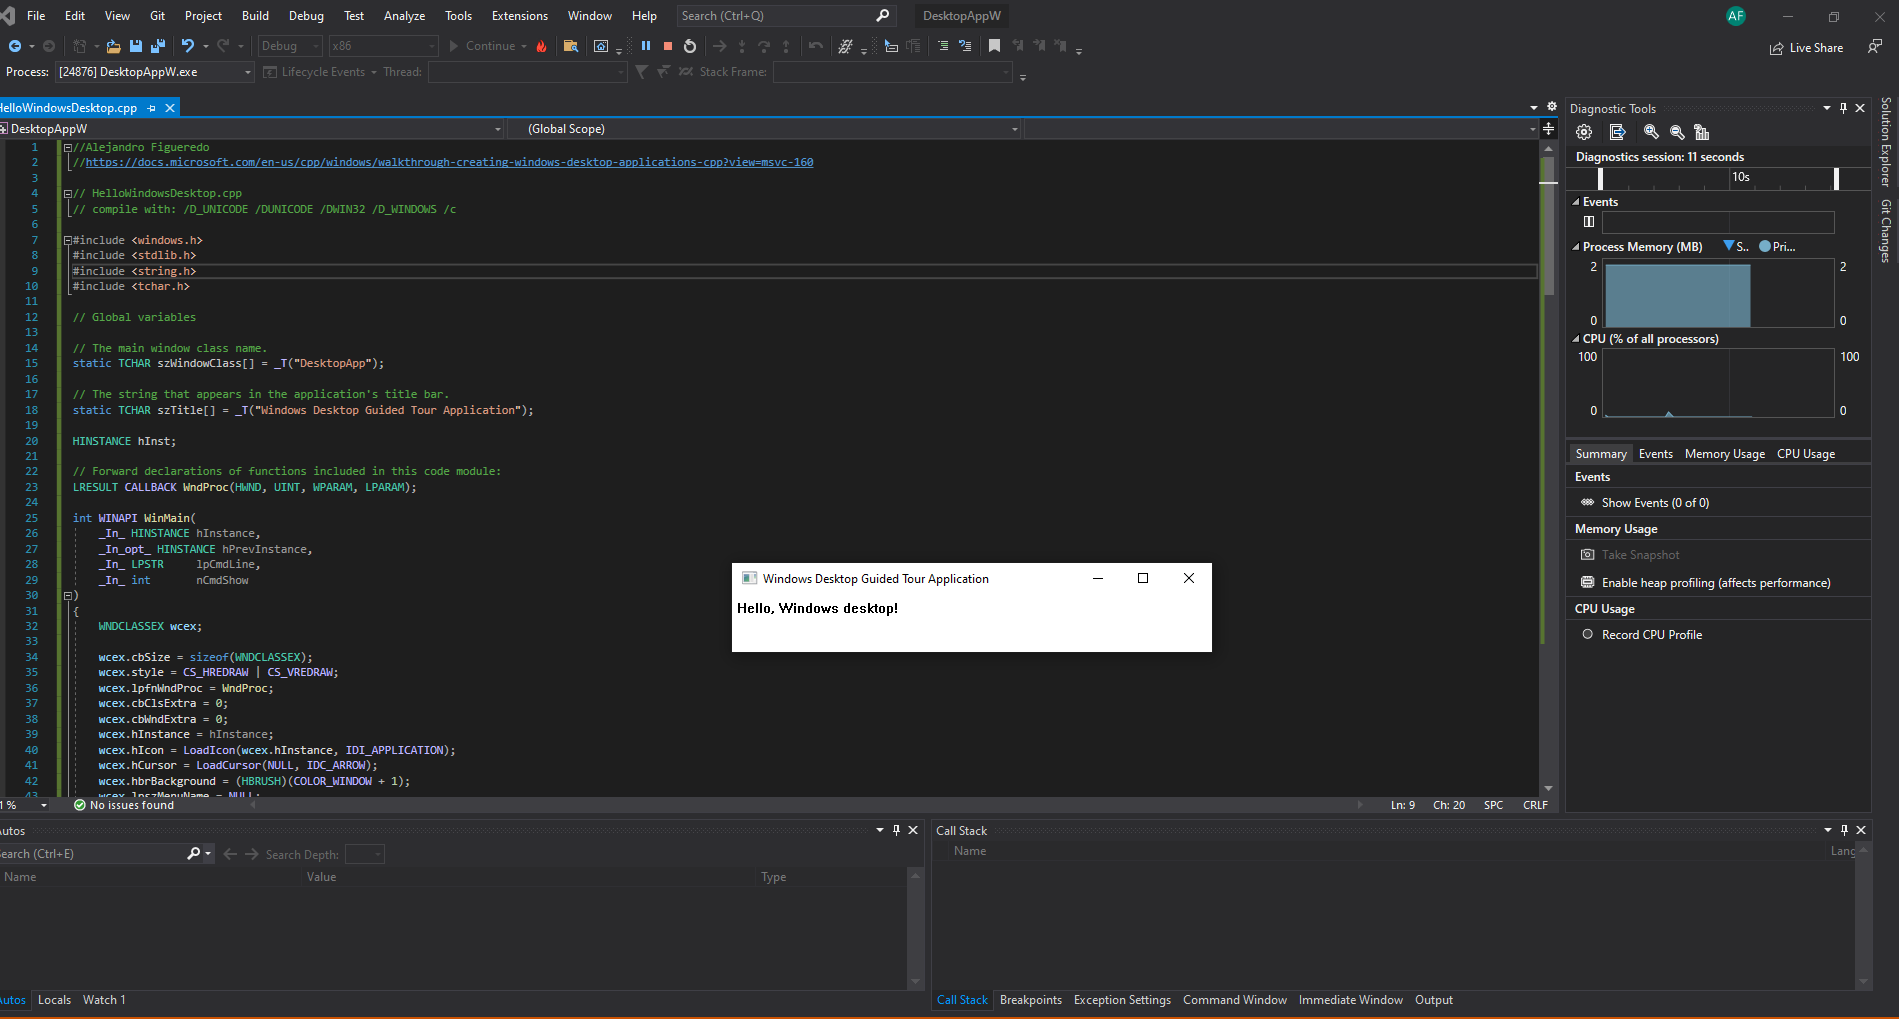 File Edit View Git Project Build Debug Test Analyze Tools Extensions Window Help Search (Ctrl+Q) DesktopAppW AF
Debug x86 Continue Live Share
Process: [24876] DesktopAppW.exe Lifecycle Events Thread: Stack Frame:
HelloWindowsDesktop.cpp
DesktopAppW (Global Scope)
1 //Alejandro Figueredo
2 //https://docs.microsoft.com/en-us/cpp/windows/walkthrough-creating-windows-desktop-applications-cpp?view=msvc-160
3
4 // HelloWindowsDesktop.cpp
5 // compile with: /D_UNICODE /DUNICODE /DWIN32 /D_WINDOWS /c
6
7 #include <windows.h>
8 #include <stdlib.h>
9 #include <string.h>
10 #include <tchar.h>
11
12 // Global variables
13
14 // The main window class name.
15 static TCHAR szWindowClass[] = _T("DesktopApp");
16
17 // The string that appears in the application's title bar.
18 static TCHAR szTitle[] = _T("Windows Desktop Guided Tour Application");
19
20 HINSTANCE hInst;
21
22 // Forward declarations of functions included in this code module:
23 LRESULT CALLBACK WndProc(HWND, UINT, WPARAM, LPARAM);
24
25 int WINAPI WinMain(
26 _In_ HINSTANCE hInstance,
27 _In_opt_ HINSTANCE hPrevInstance,
28 _In_ LPSTR lpCmdLine,
29 _In_ int nCmdShow
30 )
31 {
32 WNDCLASSEX wcex;
33
34 wcex.cbSize = sizeof(WNDCLASSEX);
35 wcex.style = CS_HREDRAW | CS_VREDRAW;
36 wcex.lpfnWndProc = WndProc;
37 wcex.cbClsExtra = 0;
38 wcex.cbWndExtra = 0;
39 wcex.hInstance = hInstance;
40 wcex.hIcon = LoadIcon(wcex.hInstance, IDI_APPLICATION);
41 wcex.hCursor = LoadCursor(NULL, IDC_ARROW);
42 wcex.hbrBackground = (HBRUSH)(COLOR_WINDOW + 1);
43 wcex.lpszMenuName = NULL;
Windows Desktop Guided Tour Application
Hello, Windows desktop!
1 % No issues found Ln: 9 Ch: 20 SPC CRLF
Diagnostic Tools
Diagnostics session: 11 seconds
10s
Events
Process Memory (MB) S.. Pri...
2 2
0 0
CPU (% of all processors)
100 100
0 0
Summary Events Memory Usage CPU Usage
Events
Show Events (0 of 0)
Memory Usage
Take Snapshot
Enable heap profiling (affects performance)
CPU Usage
Record CPU Profile
Solution Explorer
Git Changes
Autos
Search (Ctrl+E) Search Depth:
Name Value Type
Autos Locals Watch 1
Call Stack
Name Lang
Call Stack Breakpoints Exception Settings Command Window Immediate Window Output